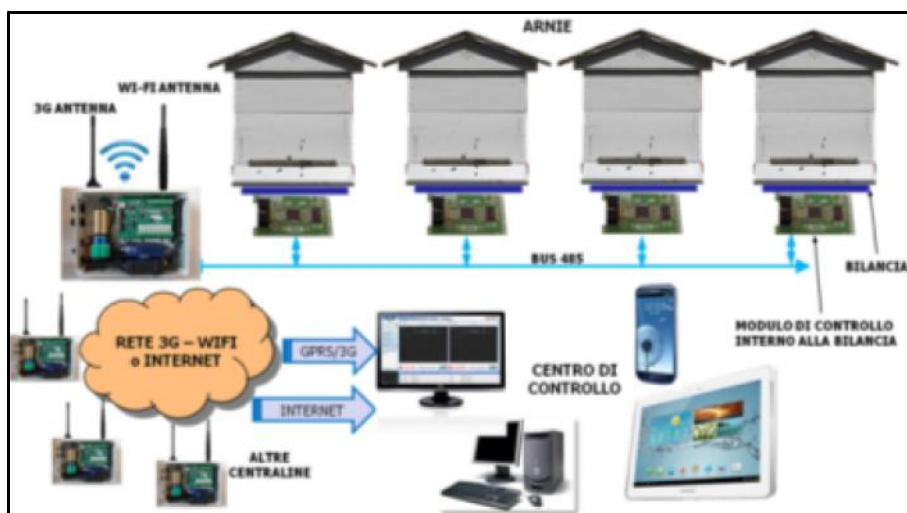 ARNIE
WI-FI ANTENNA
3G ANTENNA
BUS 485
BILANCIA
MODULO DI CONTROLLO
INTERNO ALLA BILANCIA
RETE 3G – WIFI
o INTERNET
GPRS/3G
INTERNET
CENTRO DI
CONTROLLO
ALTRE
CENTRALINE